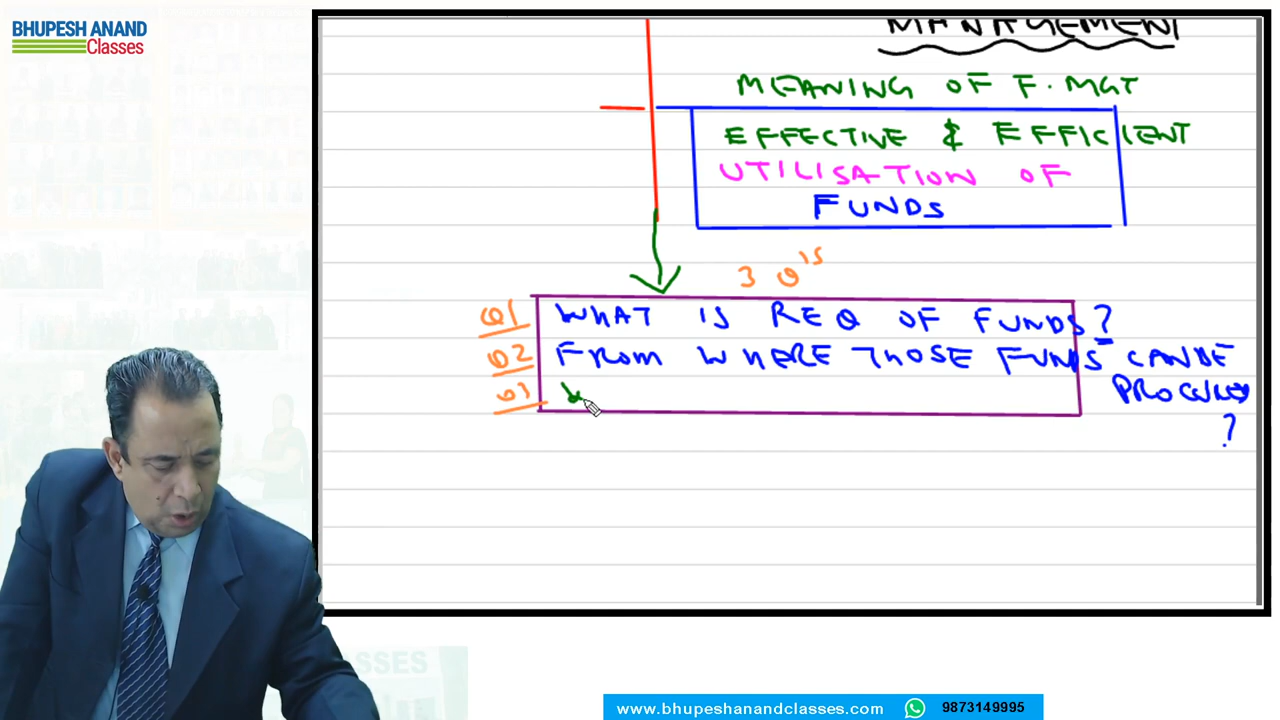 BHUPESH ANAND
Classes
MANAGEMENT
MEANING OF F. MGT
EFFECTIVE & EFFICIENT
UTILISATION OF
FUNDS
3 Q'S
Q1 WHAT IS REQ OF FUNDS?
Q2 FROM WHERE THOSE FUNDS CAN BE
Q3
?
www.bhupeshanandclasses.com 9873149995